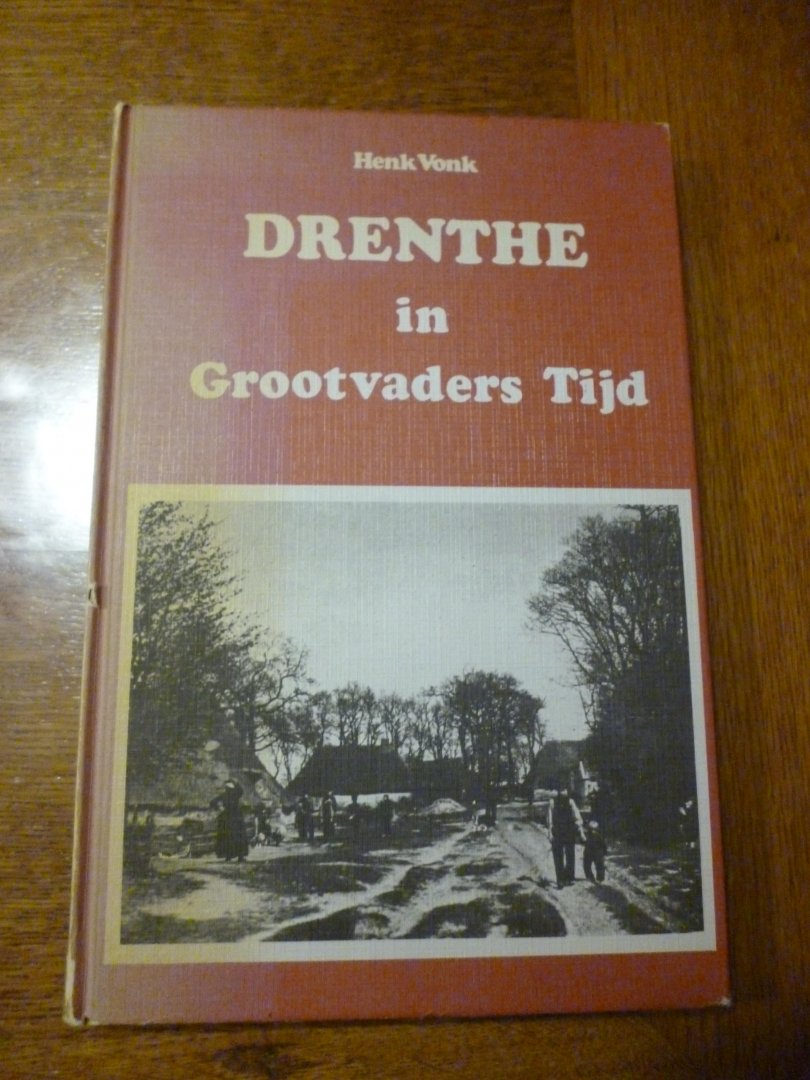 Henk Vonk
DRENTHE
in
Grootvaders Tijd